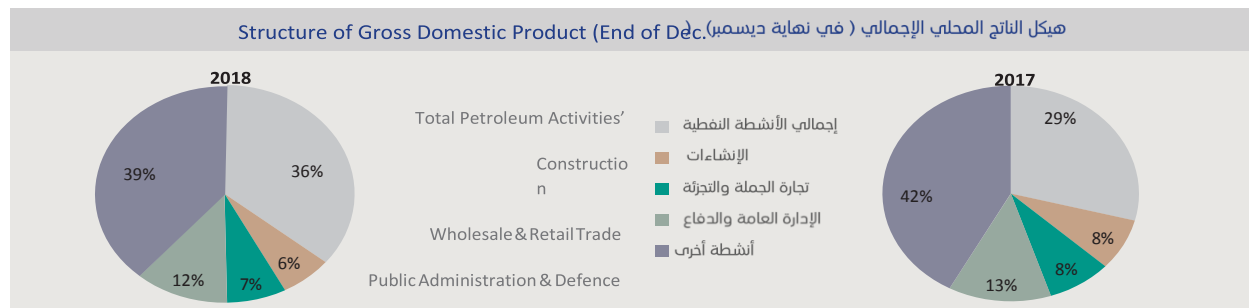 Structure of Gross Domestic Product (End of Dec.
هيكل الناتج المحلي الإجمالي ( في نهاية ديسمبر) (
2018
39%
36%
12%
7%
6%
Total Petroleum Activities’
Constructio
n
Wholesale & Retail Trade
Public Administration & Defence
إجمالي الأنشطة النفطية
الإنشاءات
تجارة الجملة والتجزئة
الإدارة العامة والدفاع
أنشطة أخرى
2017
29%
42%
8%
8%
13%